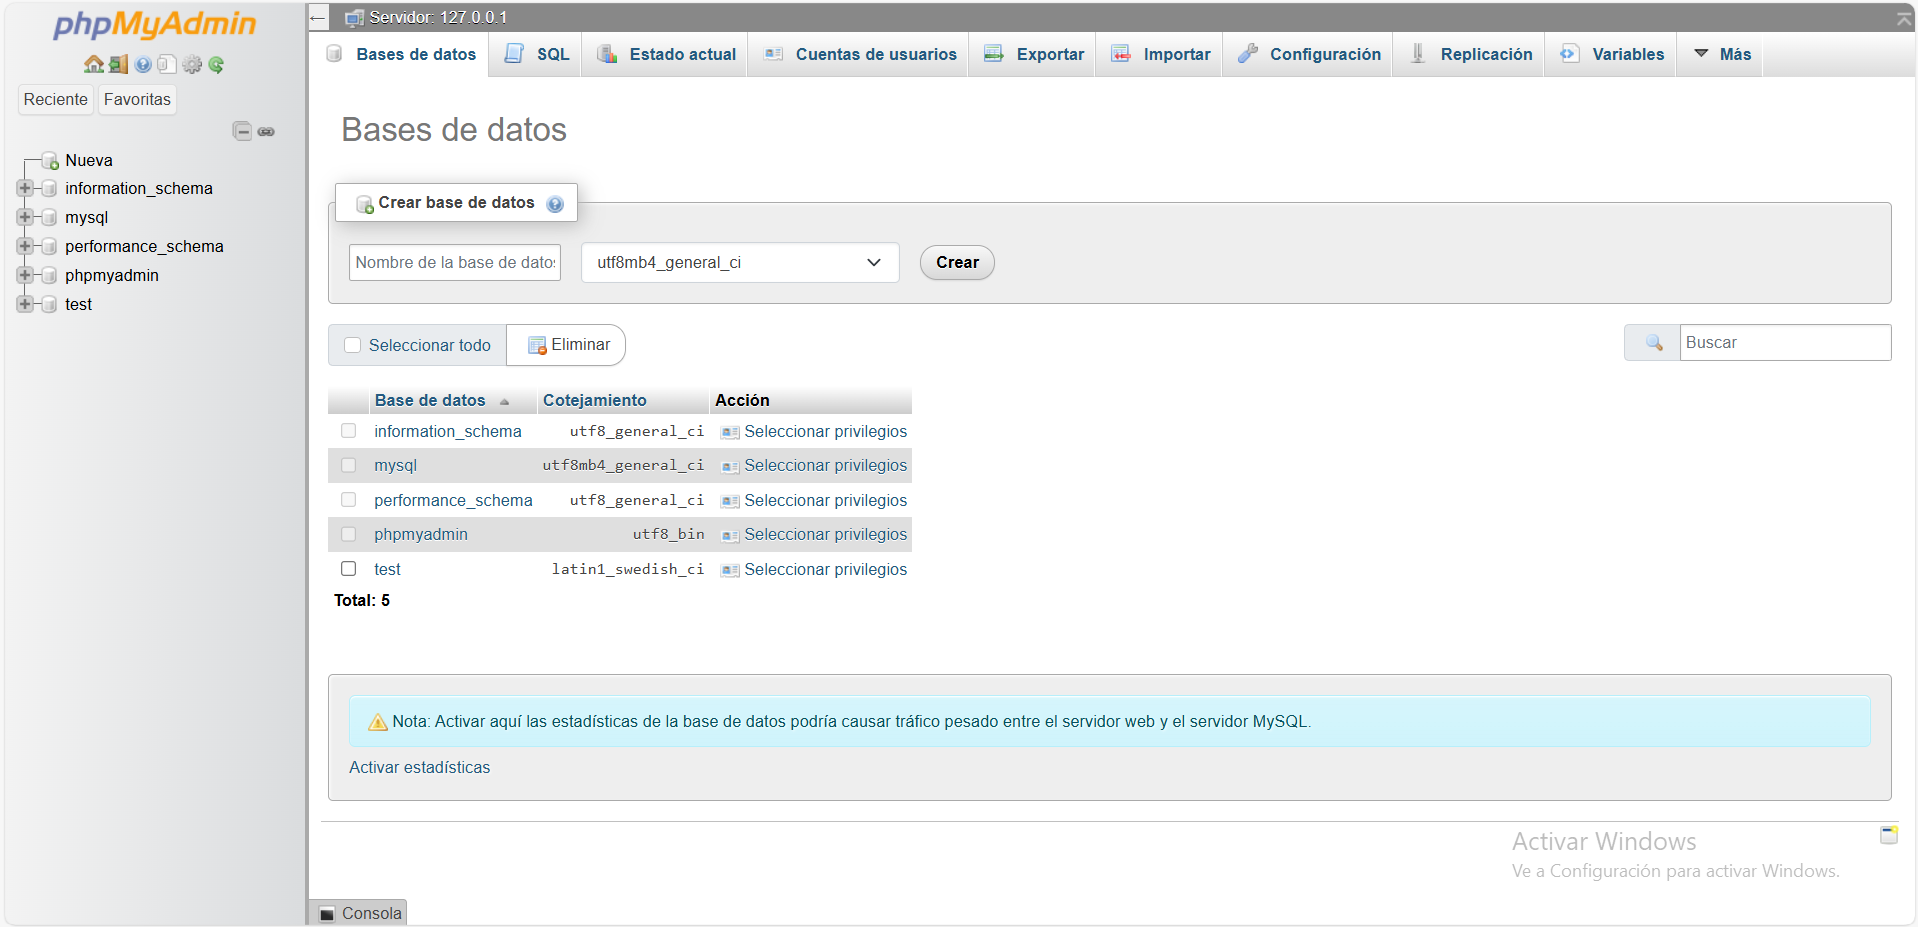 phpMyAdmin
Reciente Favoritas
Nueva
information_schema
mysql
performance_schema
phpmyadmin
test
← Servidor: 127.0.0.1
Bases de datos SQL Estado actual Cuentas de usuarios Exportar Importar Configuración Replicación Variables Más
Bases de datos
Crear base de datos
Nombre de la base de datos utf8mb4_general_ci Crear
Seleccionar todo Eliminar Buscar
Base de datos Cotejamiento Acción
information_schema utf8_general_ci Seleccionar privilegios
mysql utf8mb4_general_ci Seleccionar privilegios
performance_schema utf8_general_ci Seleccionar privilegios
phpmyadmin utf8_bin Seleccionar privilegios
test latin1_swedish_ci Seleccionar privilegios
Total: 5
Nota: Activar aquí las estadísticas de la base de datos podría causar tráfico pesado entre el servidor web y el servidor MySQL.
Activar estadísticas
Activar Windows
Ve a Configuración para activar Windows.
Consola